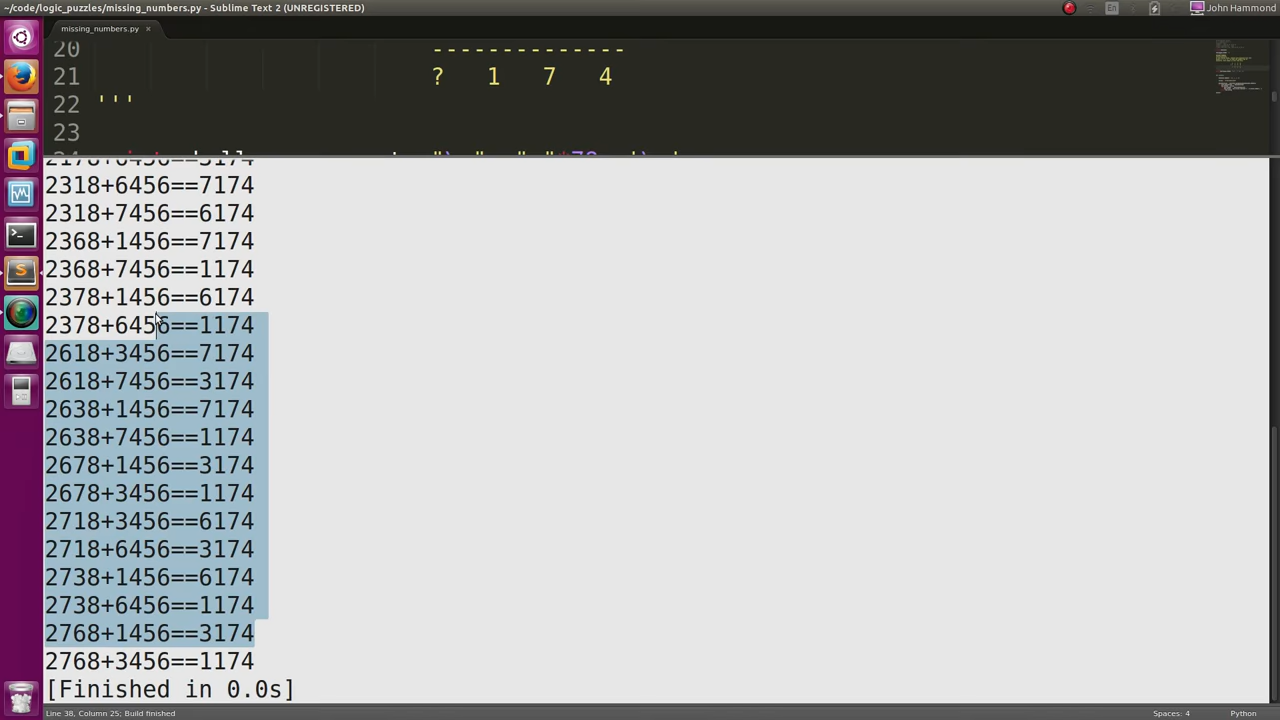 ~/code/logic_puzzles/missing_numbers.py - Sublime Text 2 (UNREGISTERED)
En
John Hammond
missing_numbers.py ×
20 --------------
21 ? 1 7 4
22 '''
23
2318+6456==7174
2318+7456==6174
2368+1456==7174
2368+7456==1174
2378+1456==6174
2378+6456==1174
2618+3456==7174
2618+7456==3174
2638+1456==7174
2638+7456==1174
2678+1456==3174
2678+3456==1174
2718+3456==6174
2718+6456==3174
2738+1456==6174
2738+6456==1174
2768+1456==3174
2768+3456==1174
[Finished in 0.0s]
Line 38, Column 25; Build finished
Spaces: 4
Python